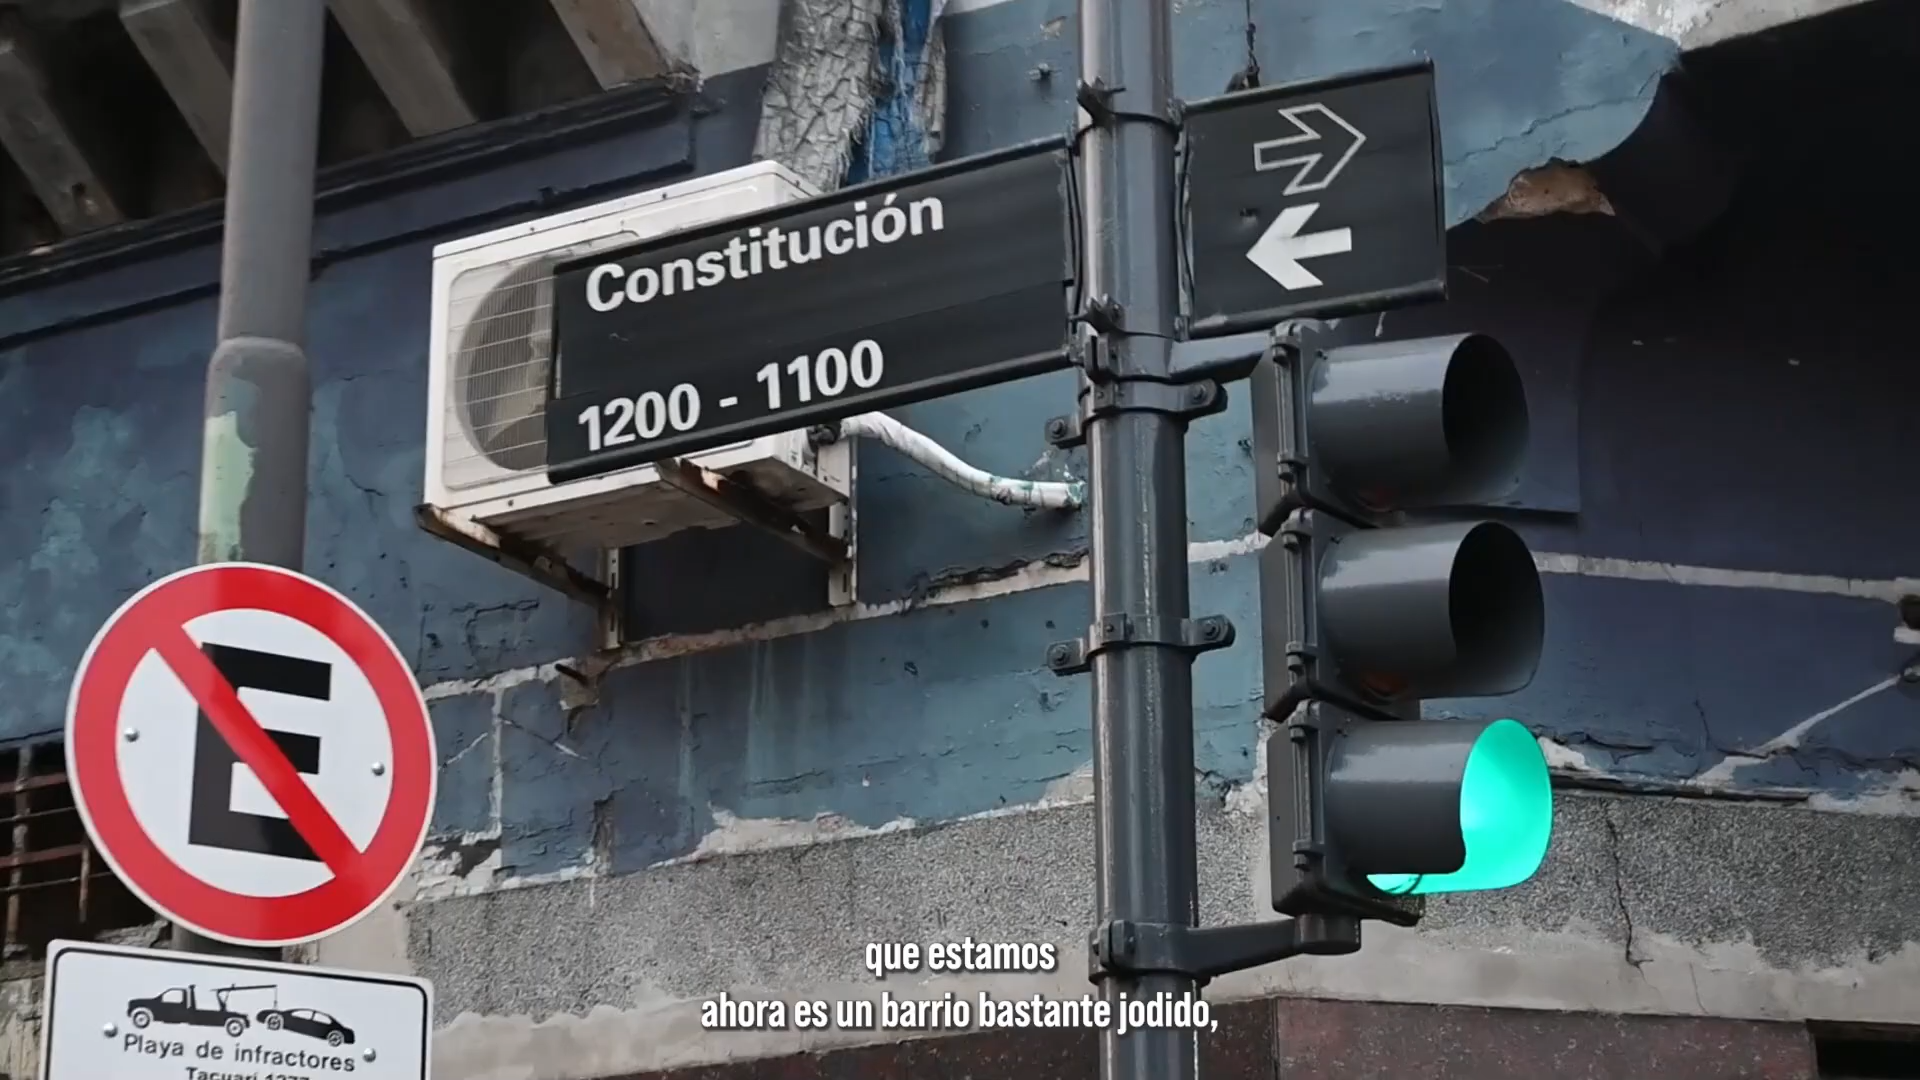 Constitución
1200 - 1100
E
Playa de infractores
que estamos
ahora es un barrio bastante jodido,